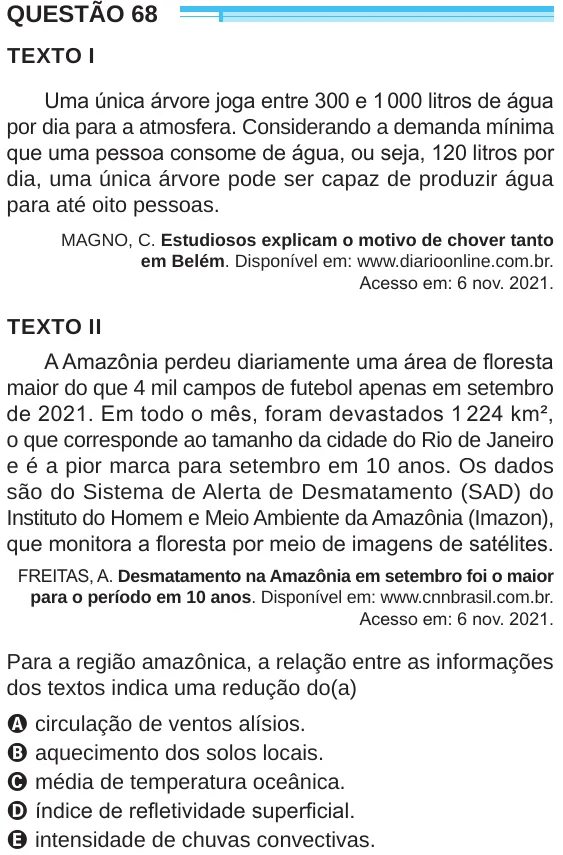 QUESTÃO 68
TEXTO I
Uma única árvore joga entre 300 e 1 000 litros de água
por dia para a atmosfera. Considerando a demanda mínima
que uma pessoa consome de água, ou seja, 120 litros por
dia, uma única árvore pode ser capaz de produzir água
para até oito pessoas.
MAGNO, C. Estudiosos explicam o motivo de chover tanto
em Belém. Disponível em: www.diarioonline.com.br.
Acesso em: 6 nov. 2021.
TEXTO II
A Amazônia perdeu diariamente uma área de floresta
maior do que 4 mil campos de futebol apenas em setembro
de 2021. Em todo o mês, foram devastados 1 224 km²,
o que corresponde ao tamanho da cidade do Rio de Janeiro
e é a pior marca para setembro em 10 anos. Os dados
são do Sistema de Alerta de Desmatamento (SAD) do
Instituto do Homem e Meio Ambiente da Amazônia (Imazon),
que monitora a floresta por meio de imagens de satélites.
FREITAS, A. Desmatamento na Amazônia em setembro foi o maior
para o período em 10 anos. Disponível em: www.cnnbrasil.com.br.
Acesso em: 6 nov. 2021.
Para a região amazônica, a relação entre as informações
dos textos indica uma redução do(a)
A circulação de ventos alísios.
B aquecimento dos solos locais.
C média de temperatura oceânica.
D índice de refletividade superficial.
E intensidade de chuvas convectivas.